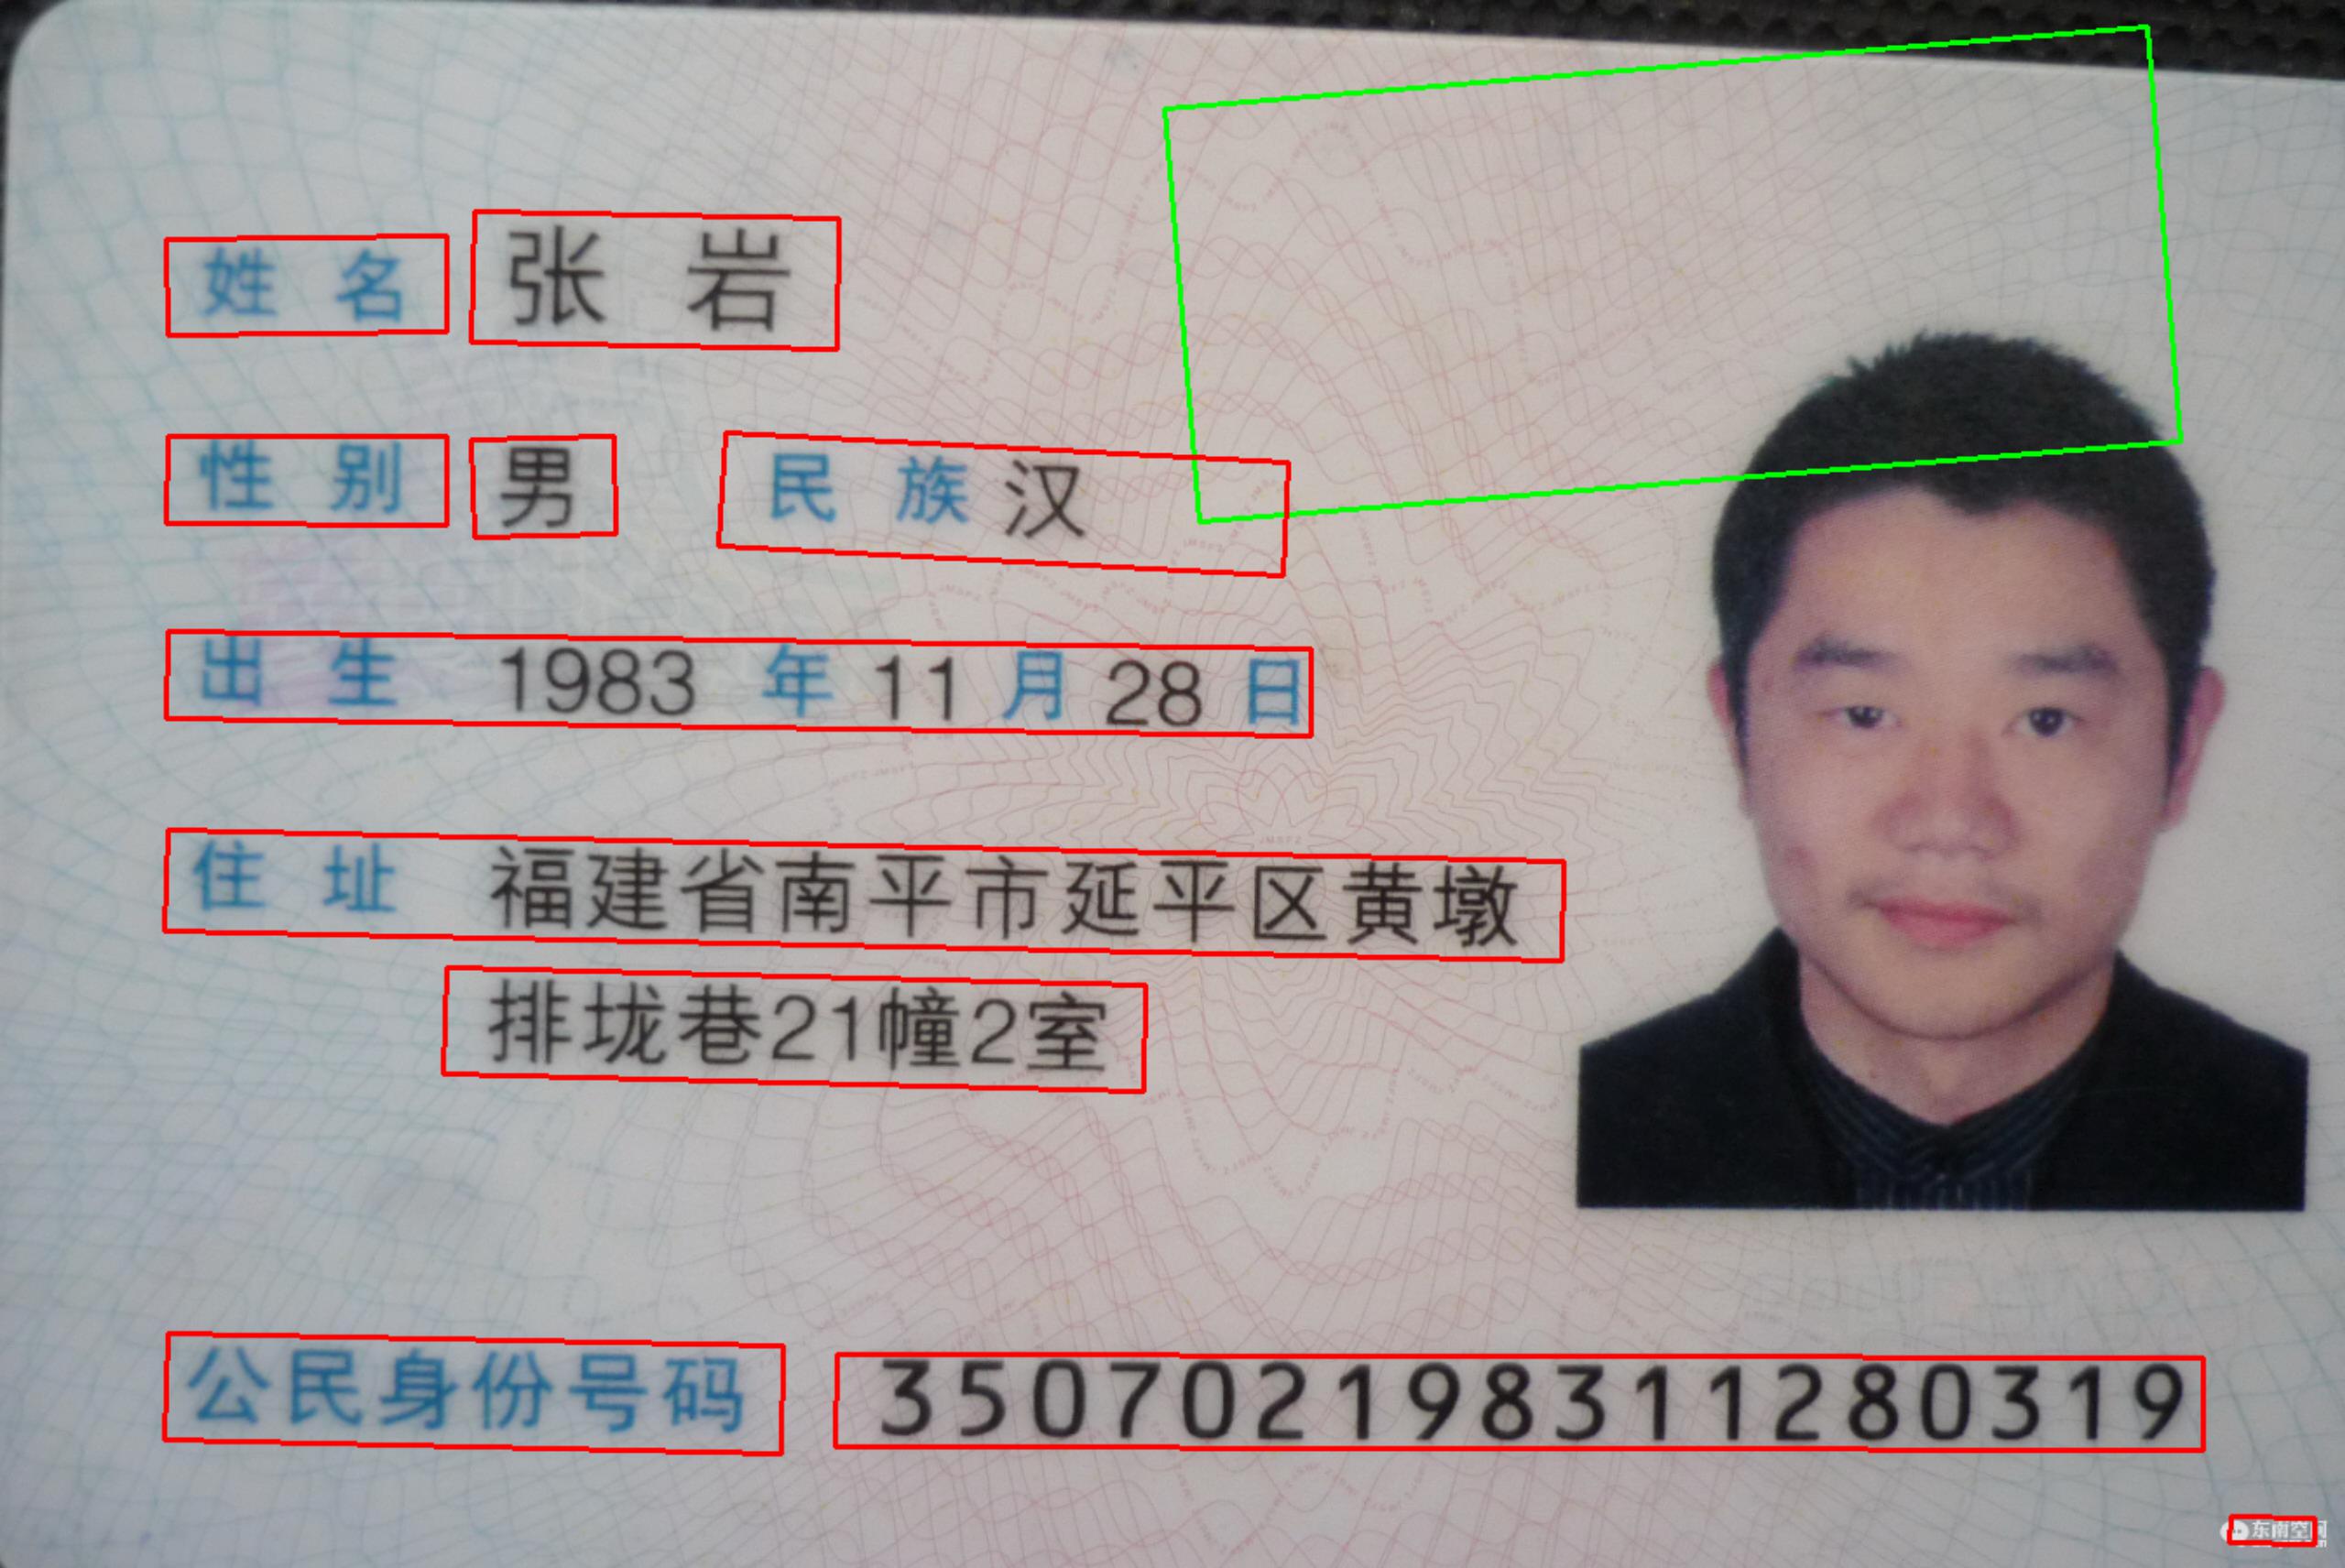 姓 名 张 岩
性 别 男 民 族 汉
出 生 1983 年 11 月 28 日
住 址 福建省南平市延平区黄墩
排垅巷21幢2室
公民身份号码 350702198311280319
东南空间